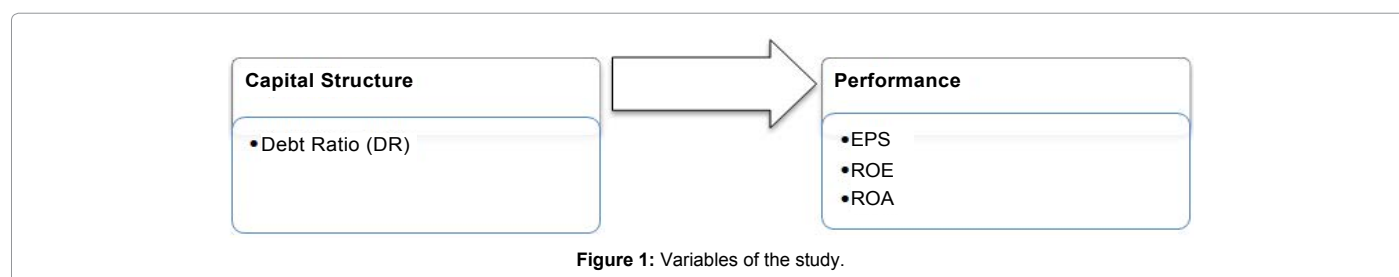 Capital Structure
•Debt Ratio (DR)
Performance
•EPS
•ROE
•ROA
Figure 1: Variables of the study.